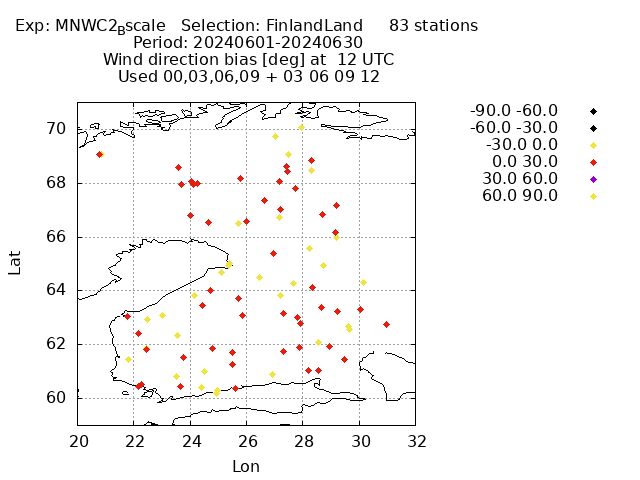 Exp: MNWC2_Bscale Selection: FinlandLand 83 stations
Period: 20240601-20240630
Wind direction bias [deg] at 12 UTC
Used 00,03,06,09 + 03 06 09 12
-90.0 -60.0
-60.0 -30.0
-30.0 0.0
0.0 30.0
30.0 60.0
60.0 90.0
70
68
66
64
62
60
Lat
20 22 24 26 28 30 32
Lon